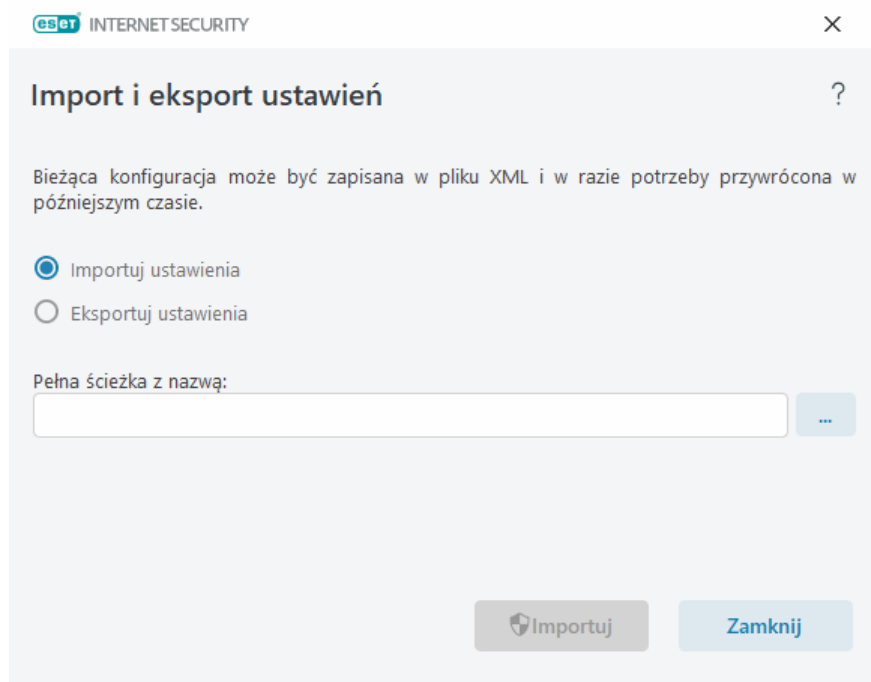 eset INTERNET SECURITY
Import i eksport ustawień
?
Bieżąca konfiguracja może być zapisana w pliku XML i w razie potrzeby przywrócona w
późniejszym czasie.
Importuj ustawienia
Eksportuj ustawienia
Pełna ścieżka z nazwą:
...
Importuj
Zamknij